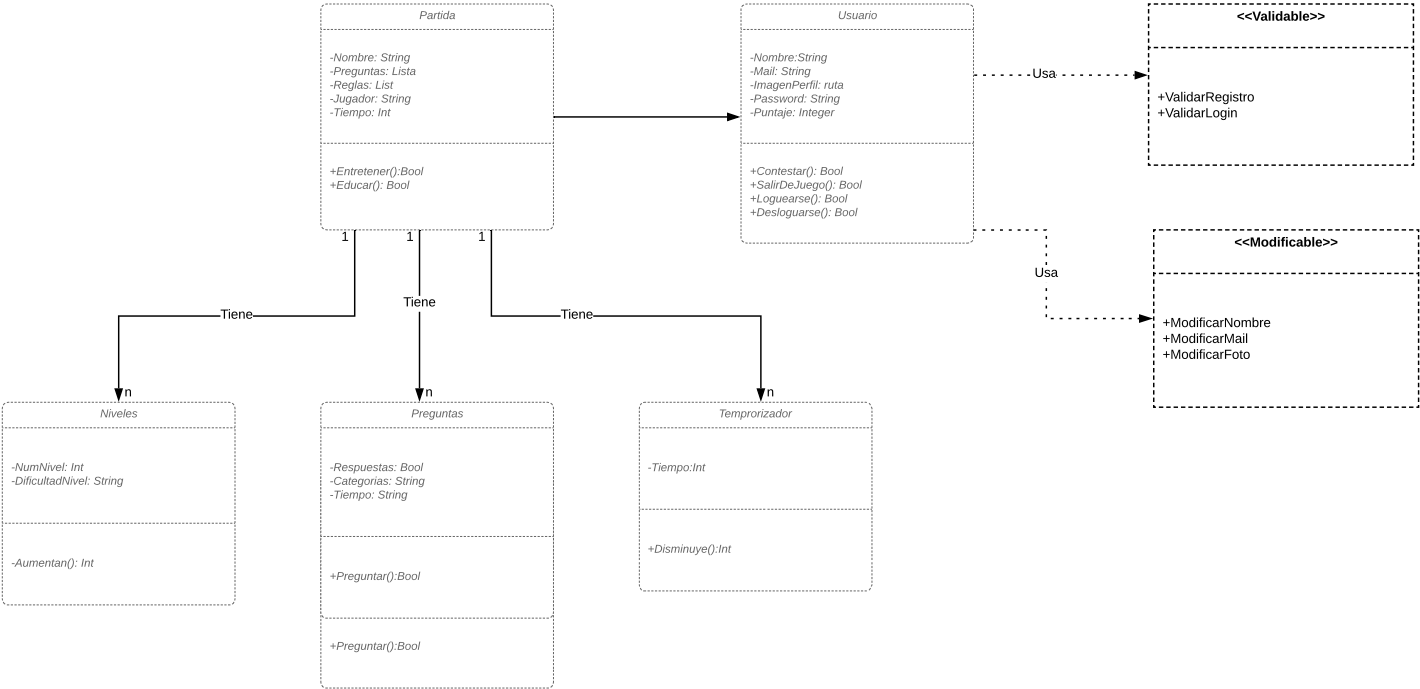 Partida
-Nombre: String
-Preguntas: Lista
-Reglas: List
-Jugador: String
-Tiempo: Int
+Entretener():Bool
+Educar(): Bool
Usuario
-Nombre:String
-Mail: String
-ImagenPerfil: ruta
-Password: String
-Puntaje: Integer
+Contestar(): Bool
+SalirDeJuego(): Bool
+Loguearse(): Bool
+Desloguarse(): Bool
Usa
<<Validable>>
+ValidarRegistro
+ValidarLogin
Usa
<<Modificable>>
+ModificarNombre
+ModificarMail
+ModificarFoto
1
1
1
Tiene
Tiene
Tiene
n
n
n
Niveles
-NumNivel: Int
-DificultadNivel: String
-Aumentan(): Int
Preguntas
-Respuestas: Bool
-Categorias: String
-Tiempo: String
+Preguntar():Bool
+Preguntar():Bool
Temprorizador
-Tiempo:Int
+Disminuye():Int